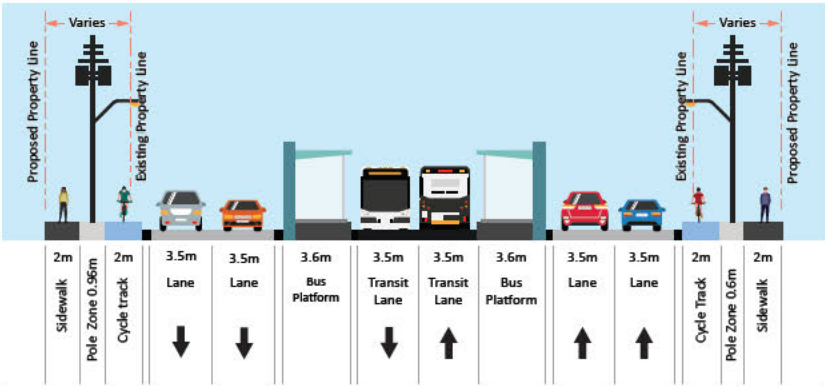 Varies
Varies
Proposed Property Line
Existing Property Line
Existing Property Line
Proposed Property Line
2m
Sidewalk
Pole Zone 0.96m
2m
Cycle track
3.5m
Lane
3.5m
Lane
3.6m
Bus
Platform
3.5m
Transit
Lane
3.5m
Transit
Lane
3.6m
Bus
Platform
3.5m
Lane
3.5m
Lane
2m
Cycle Track
Pole Zone 0.6m
2m
Sidewalk